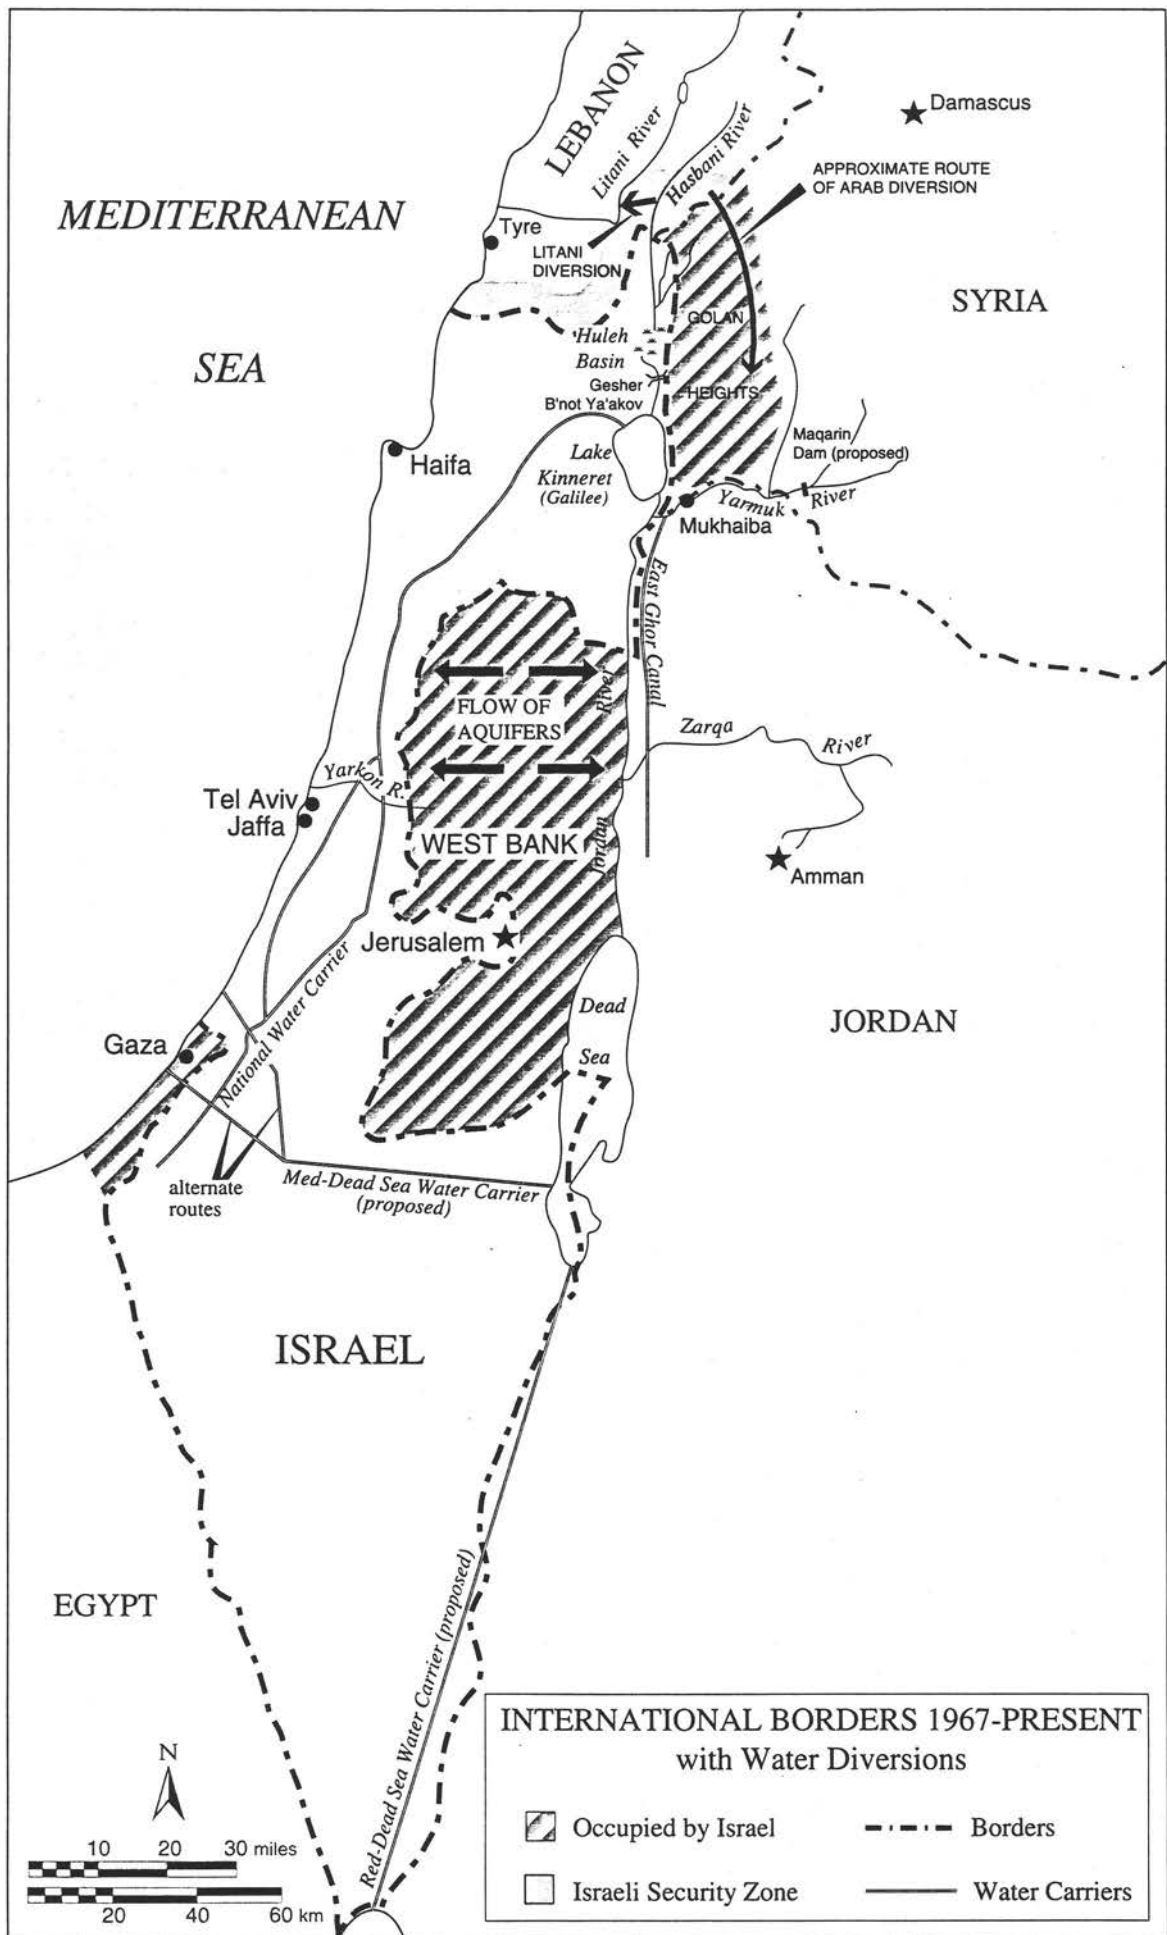 LEBANON
Litani River
Hasbani River
Damascus
APPROXIMATE ROUTE
OF ARAB DIVERSION
MEDITERRANEAN
SEA
Tyre
LITANI
DIVERSION
SYRIA
GOLAN
HEIGHTS
Huleh
Basin
Gesher
B'not Ya'akov
Haifa
Lake
Kinneret
(Galilee)
Maqarin
Dam (proposed)
Yarmuk
River
Mukhaiba
East Ghor Canal
FLOW OF
AQUIFERS
River
Jordan
Zarqa
River
Yarkon R.
Tel Aviv
Jaffa
WEST BANK
Amman
Jerusalem
National Water Carrier
Dead
Sea
JORDAN
Gaza
alternate
routes
Med-Dead Sea Water Carrier
(proposed)
ISRAEL
EGYPT
Red-Dead Sea Water Carrier (proposed)
N
10 20 30 miles
20 40 60 km
INTERNATIONAL BORDERS 1967-PRESENT
with Water Diversions
Occupied by Israel
Borders
Israeli Security Zone
Water Carriers